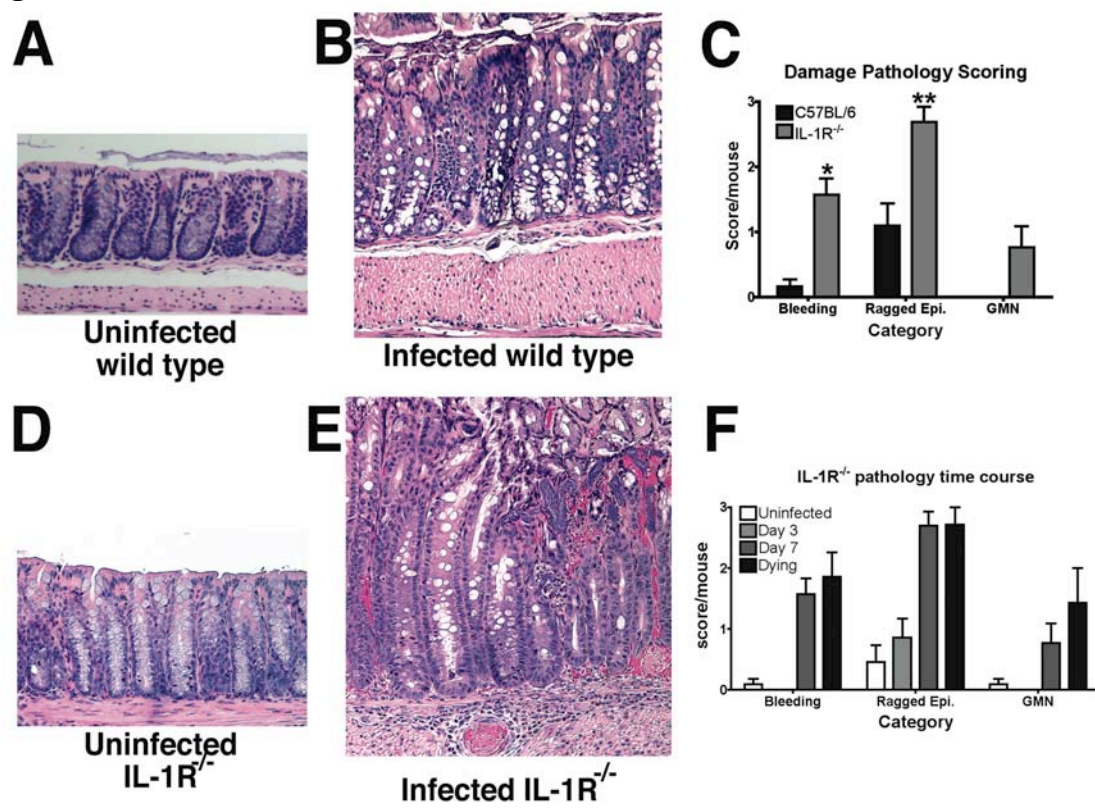 A
Uninfected
wild type
B
Infected wild type
C
Damage Pathology Scoring
C57BL/6
IL-1R-/-
*
**
Score/mouse
3
2
1
0
Bleeding
Ragged Epi.
GMN
Category
D
Uninfected
IL-1R-/-
E
Infected IL-1R-/-
F
IL-1R-/- pathology time course
Uninfected
Day 3
Day 7
Dying
score/mouse
3
2
1
0
Bleeding
Ragged Epi.
GMN
Category